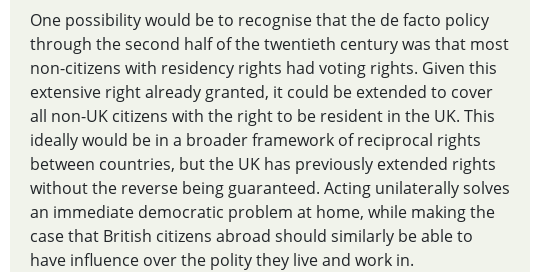 One possibility would be to recognise that the de facto policy
through the second half of the twentieth century was that most
non-citizens with residency rights had voting rights. Given this
extensive right already granted, it could be extended to cover
all non-UK citizens with the right to be resident in the UK. This
ideally would be in a broader framework of reciprocal rights
between countries, but the UK has previously extended rights
without the reverse being guaranteed. Acting unilaterally solves
an immediate democratic problem at home, while making the
case that British citizens abroad should similarly be able to
have influence over the polity they live and work in.